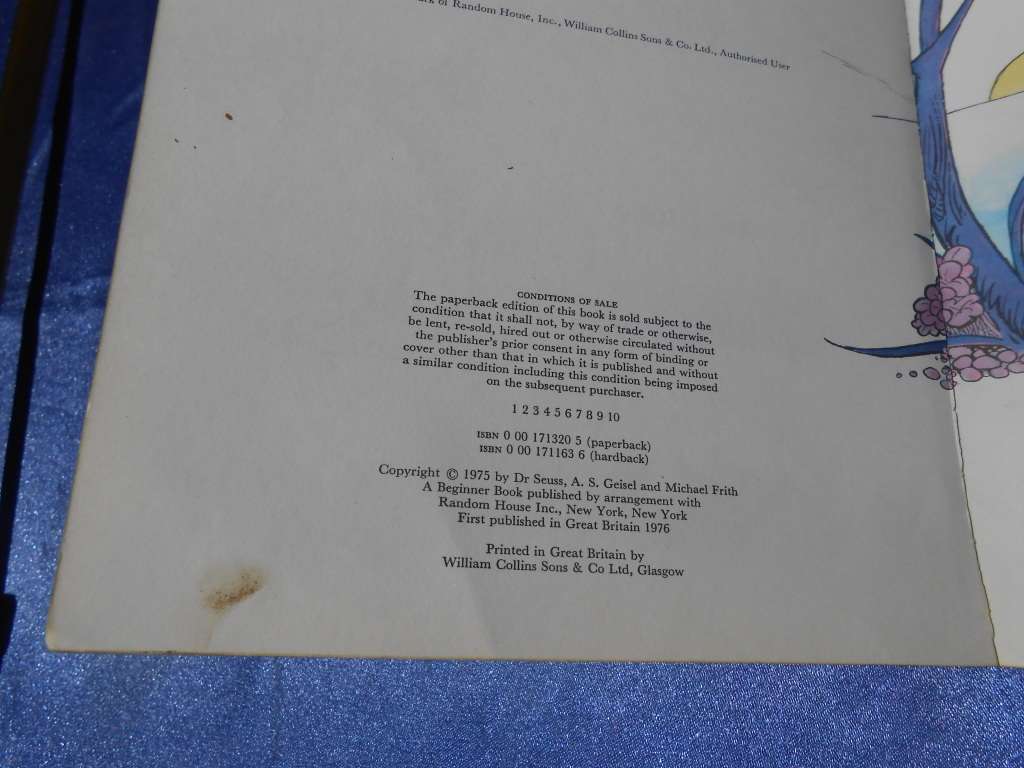 of Random House, Inc., William Collins Sons & Co. Ltd., Authorised User
CONDITIONS OF SALE
The paperback edition of this book is sold subject to the
condition that it shall not, by way of trade or otherwise,
be lent, re-sold, hired out or otherwise circulated without
the publisher's prior consent in any form of binding or
cover other than that in which it is published and without
a similar condition including this condition being imposed
on the subsequent purchaser.
1 2 3 4 5 6 7 8 9 10
ISBN 0 00 171320 5 (paperback)
ISBN 0 00 171163 6 (hardback)
Copyright © 1975 by Dr Seuss, A. S. Geisel and Michael Frith
A Beginner Book published by arrangement with
Random House Inc., New York, New York
First published in Great Britain 1976
Printed in Great Britain by
William Collins Sons & Co Ltd, Glasgow